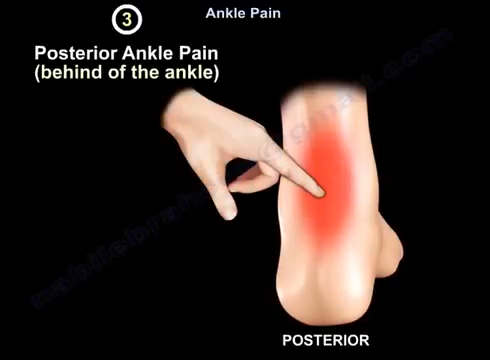 Ankle Pain
3
Posterior Ankle Pain
(behind of the ankle)
POSTERIOR